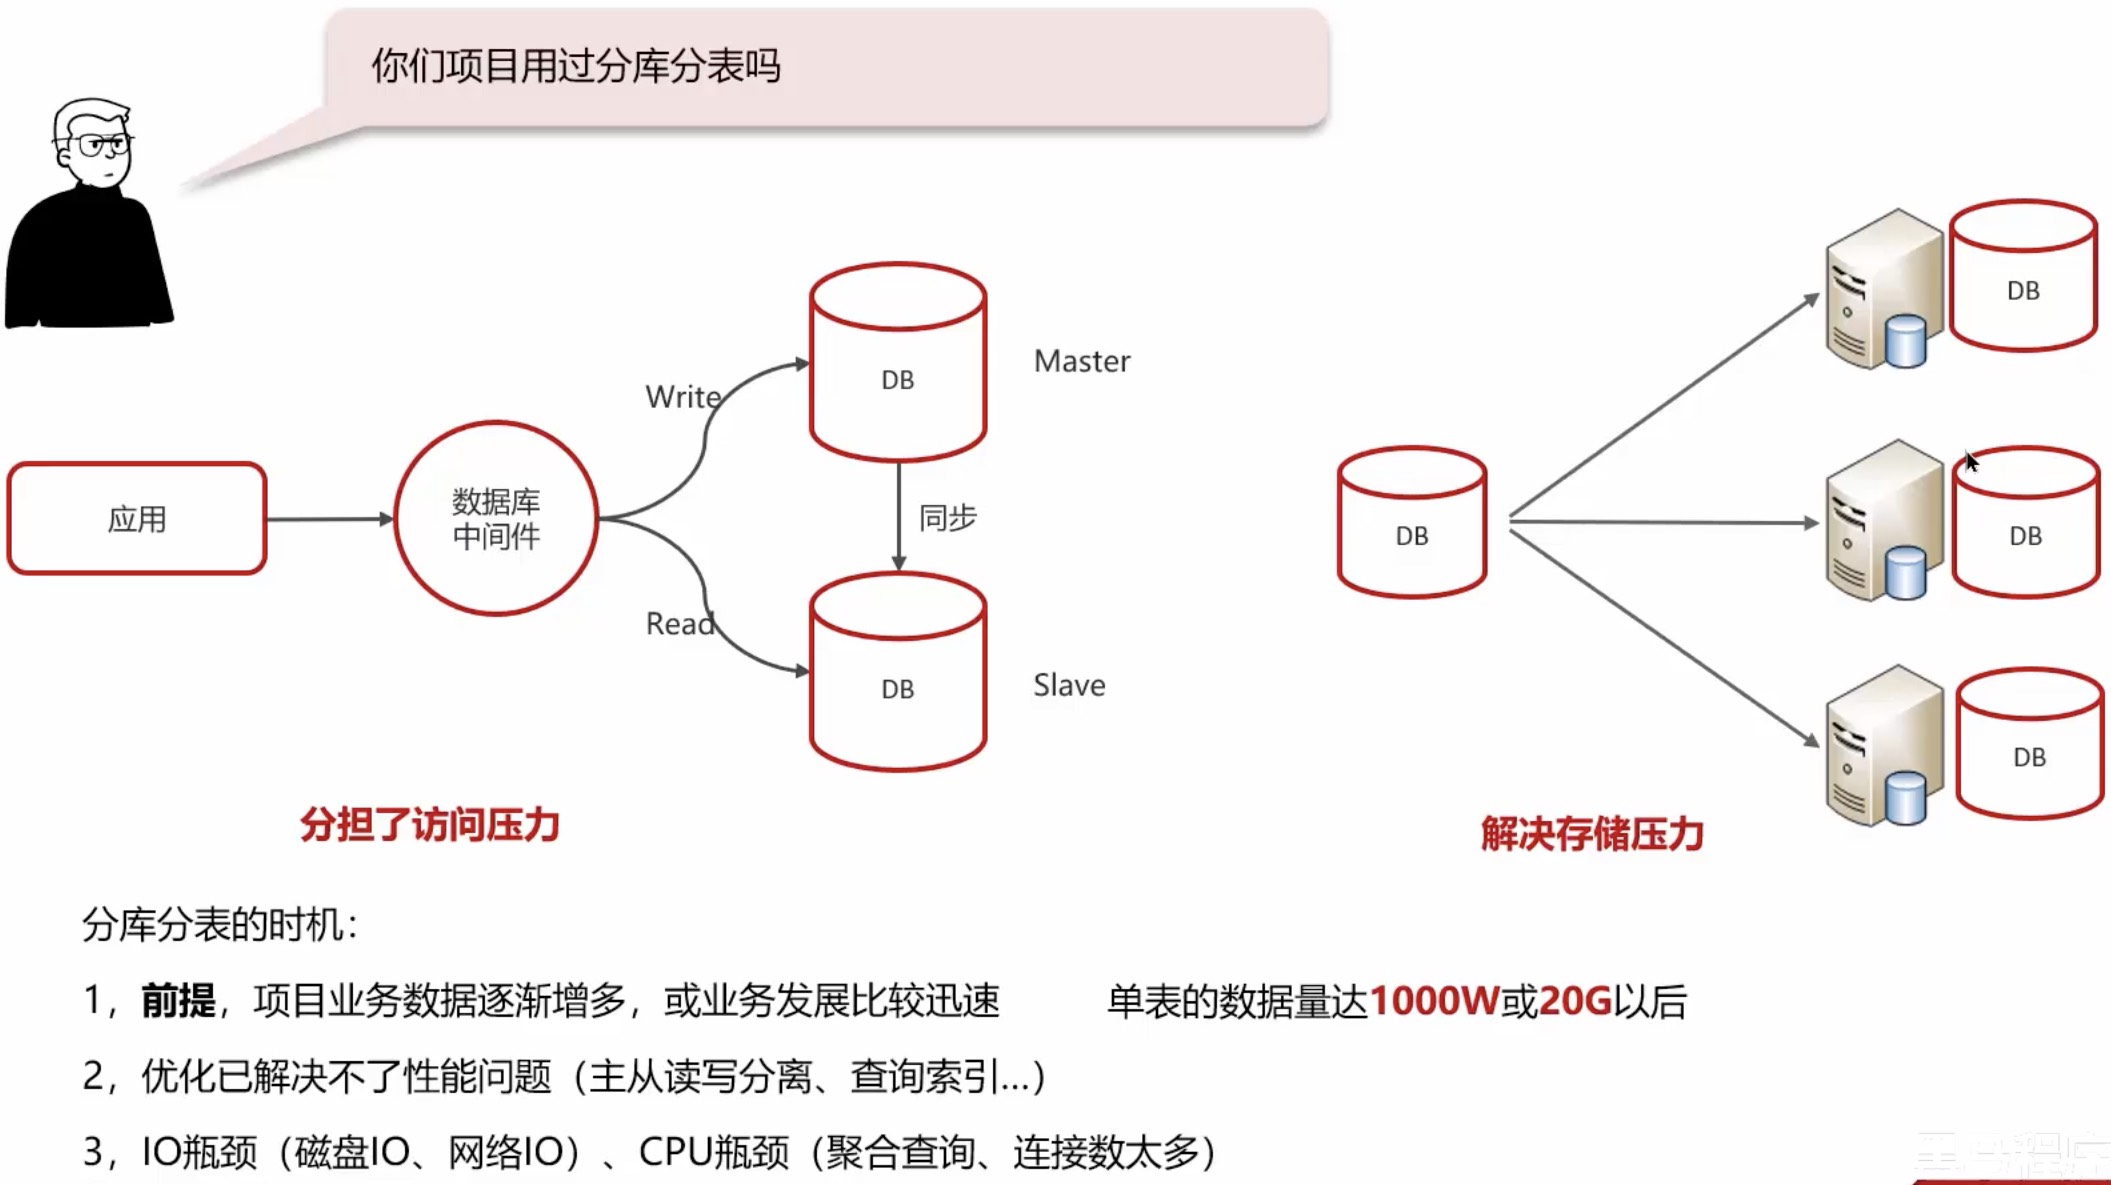 你们项目用过分库分表吗
应用
数据库
中间件
Write
Read
DB
Master
同步
DB
Slave
分担了访问压力
DB
DB
DB
DB
解决存储压力
分库分表的时机：
1，前提，项目业务数据逐渐增多，或业务发展比较迅速 单表的数据量达1000W或20G以后
2，优化已解决不了性能问题（主从读写分离、查询索引...）
3，IO瓶颈（磁盘IO、网络IO）、CPU瓶颈（聚合查询、连接数太多）